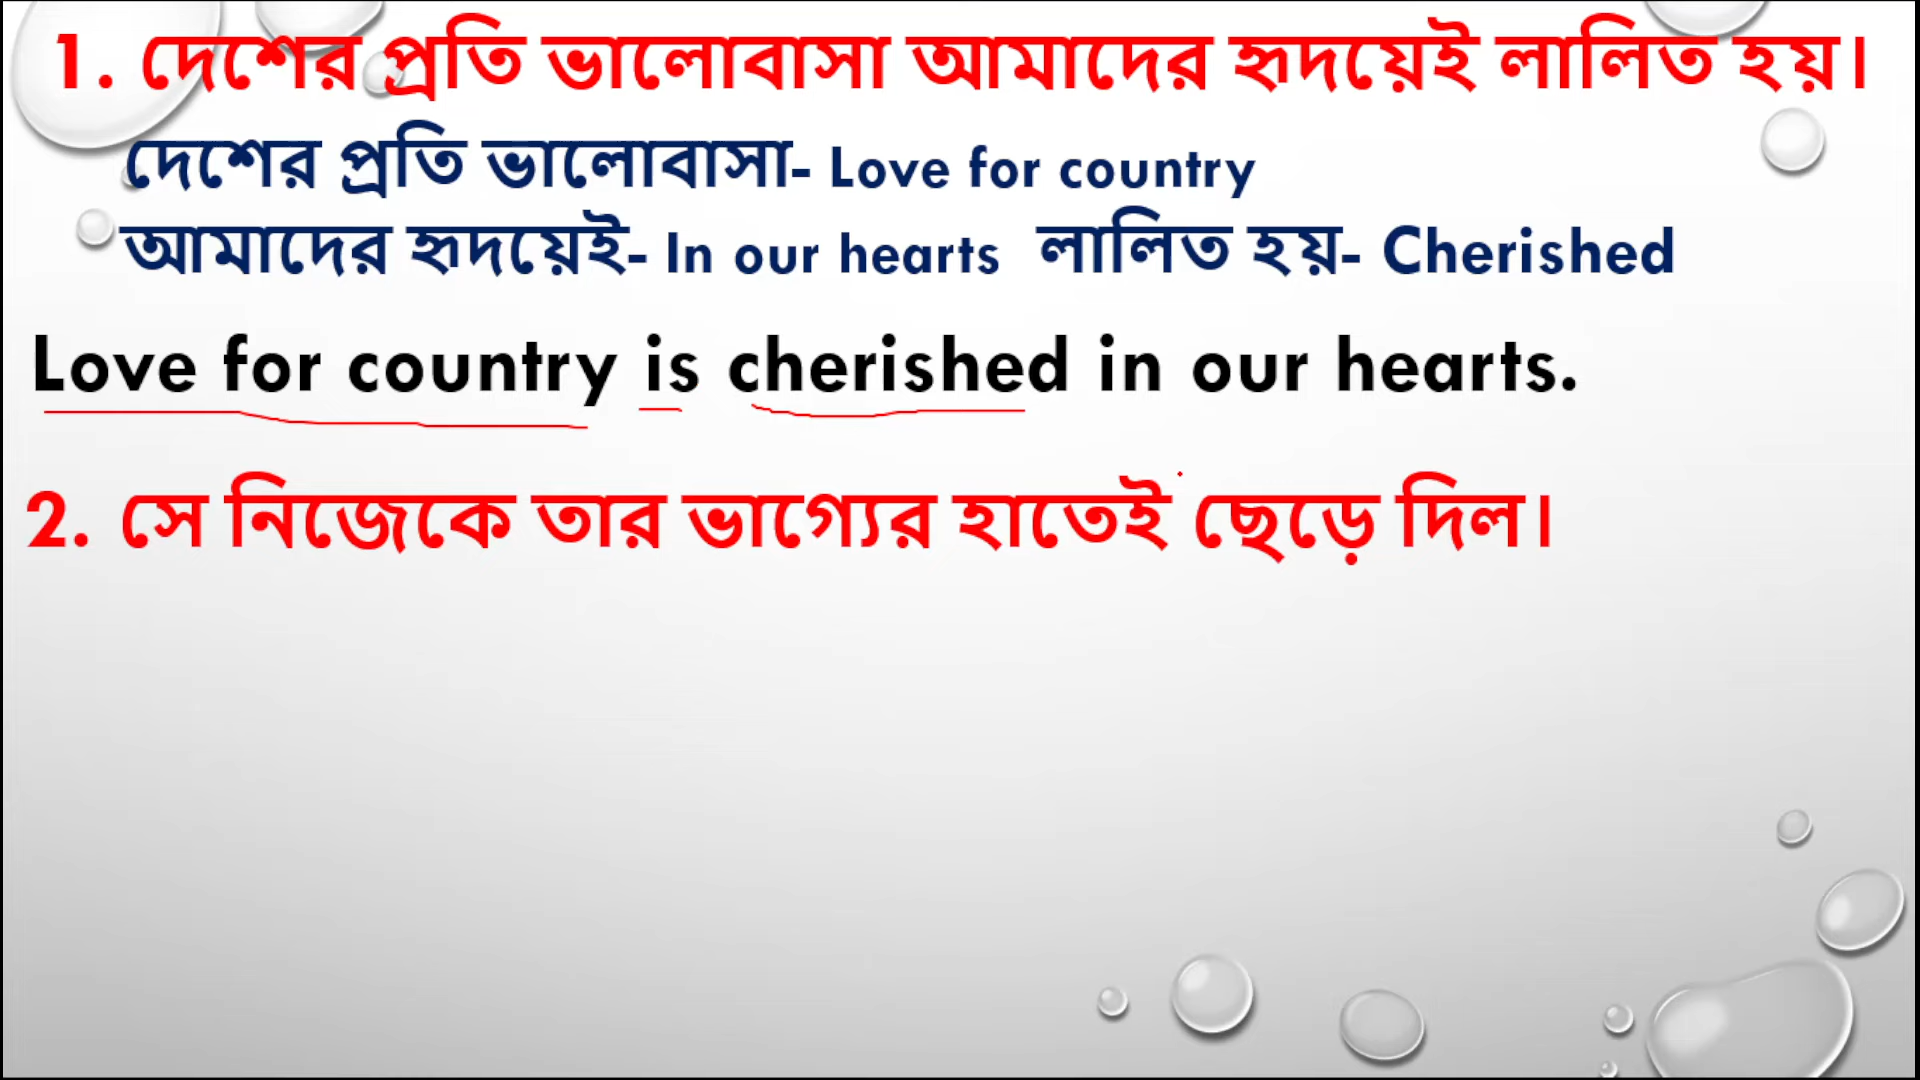 1. দেশের প্রতি ভালোবাসা আমাদের হৃদয়েই লালিত হয়।
দেশের প্রতি ভালোবাসা- Love for country
আমাদের হৃদয়েই- In our hearts লালিত হয়- Cherished
Love for country is cherished in our hearts.
2. সে নিজেকে তার ভাগ্যের হাতেই ছেড়ে দিল।